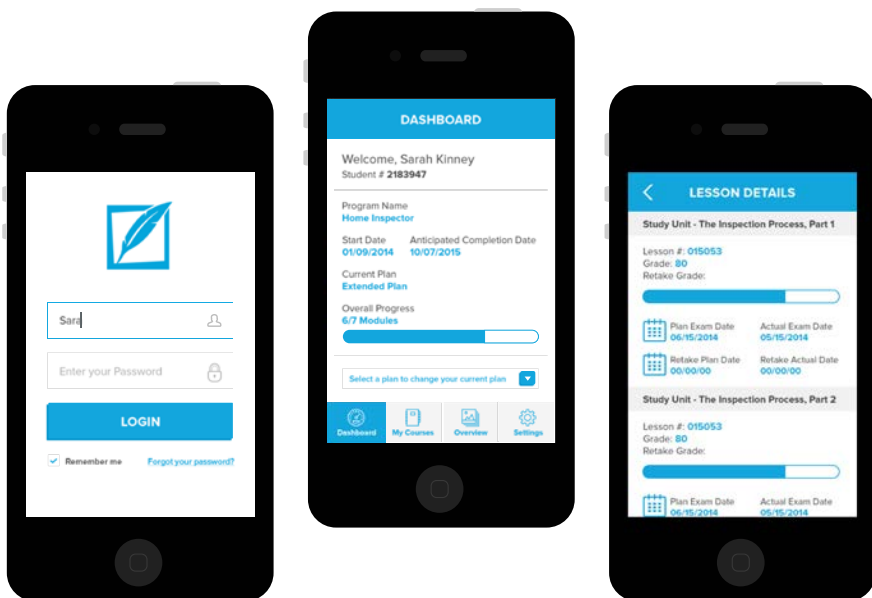 Sara
Enter your Password
LOGIN
Remember me Forgot your password?
DASHBOARD
Welcome, Sarah Kinney
Student # 2183947
Program Name
Home Inspector
Start Date Anticipated Completion Date
01/09/2014 10/07/2015
Current Plan
Extended Plan
Overall Progress
6/7 Modules
Select a plan to change your current plan
Dashboard My Courses Overview Settings
LESSON DETAILS
Study Unit - The Inspection Process, Part 1
Lesson #: 015053
Grade: 80
Retake Grade:
Plan Exam Date Actual Exam Date
06/15/2014 05/15/2014
Retake Plan Date Retake Actual Date
00/00/00 00/00/00
Study Unit - The Inspection Process, Part 2
Lesson #: 015053
Grade: 80
Retake Grade:
Plan Exam Date Actual Exam Date
06/15/2014 05/15/2014